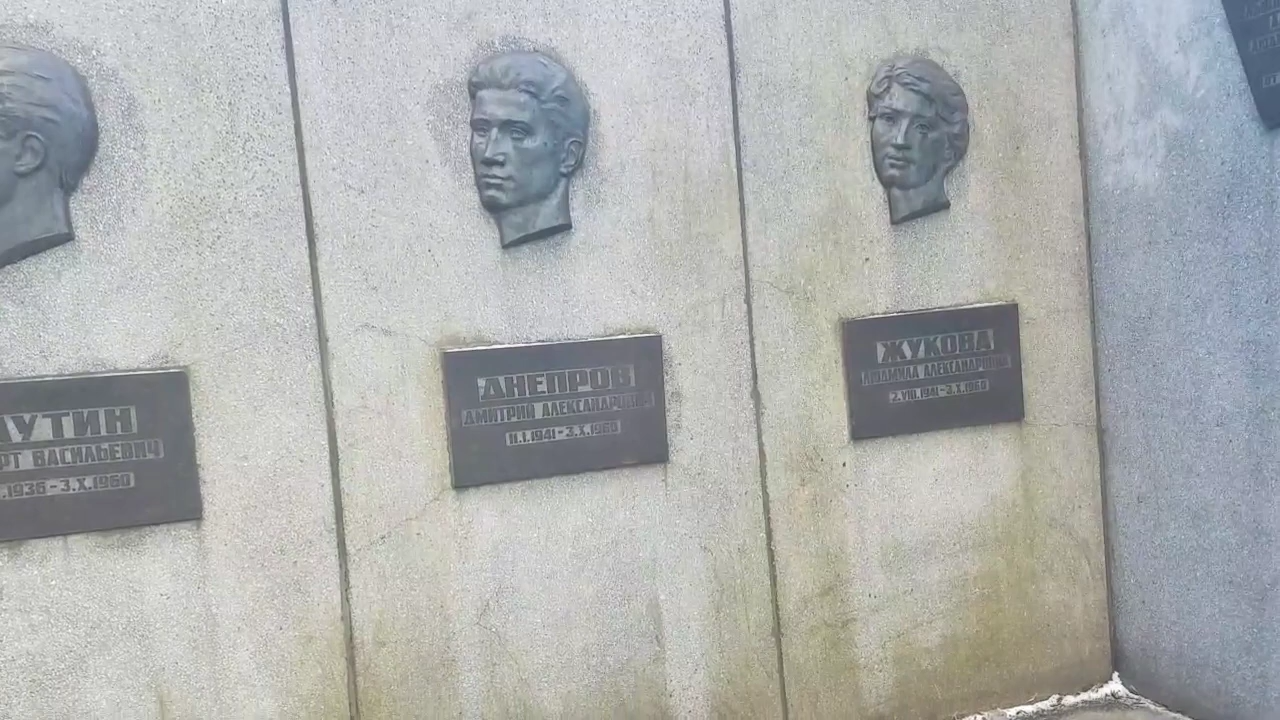 АУТИН
РТ ВАСИЛЬЕВИЧ
.1936 - 3.X.1960
ДНЕПРОВ
ДМИТРИЙ АЛЕКСАНДРОВИЧ
11.I.1941 - 3.X.1960
ЖУКОВА
ЛЮДМИЛА АЛЕКСАНДРОВНА
2.VIII.1941 - 3.X.1960